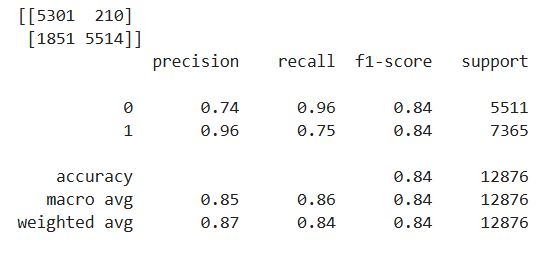 [[5301 210]
[1851 5514]]
precision recall f1-score support
0 0.74 0.96 0.84 5511
1 0.96 0.75 0.84 7365
accuracy 0.84 12876
macro avg 0.85 0.86 0.84 12876
weighted avg 0.87 0.84 0.84 12876